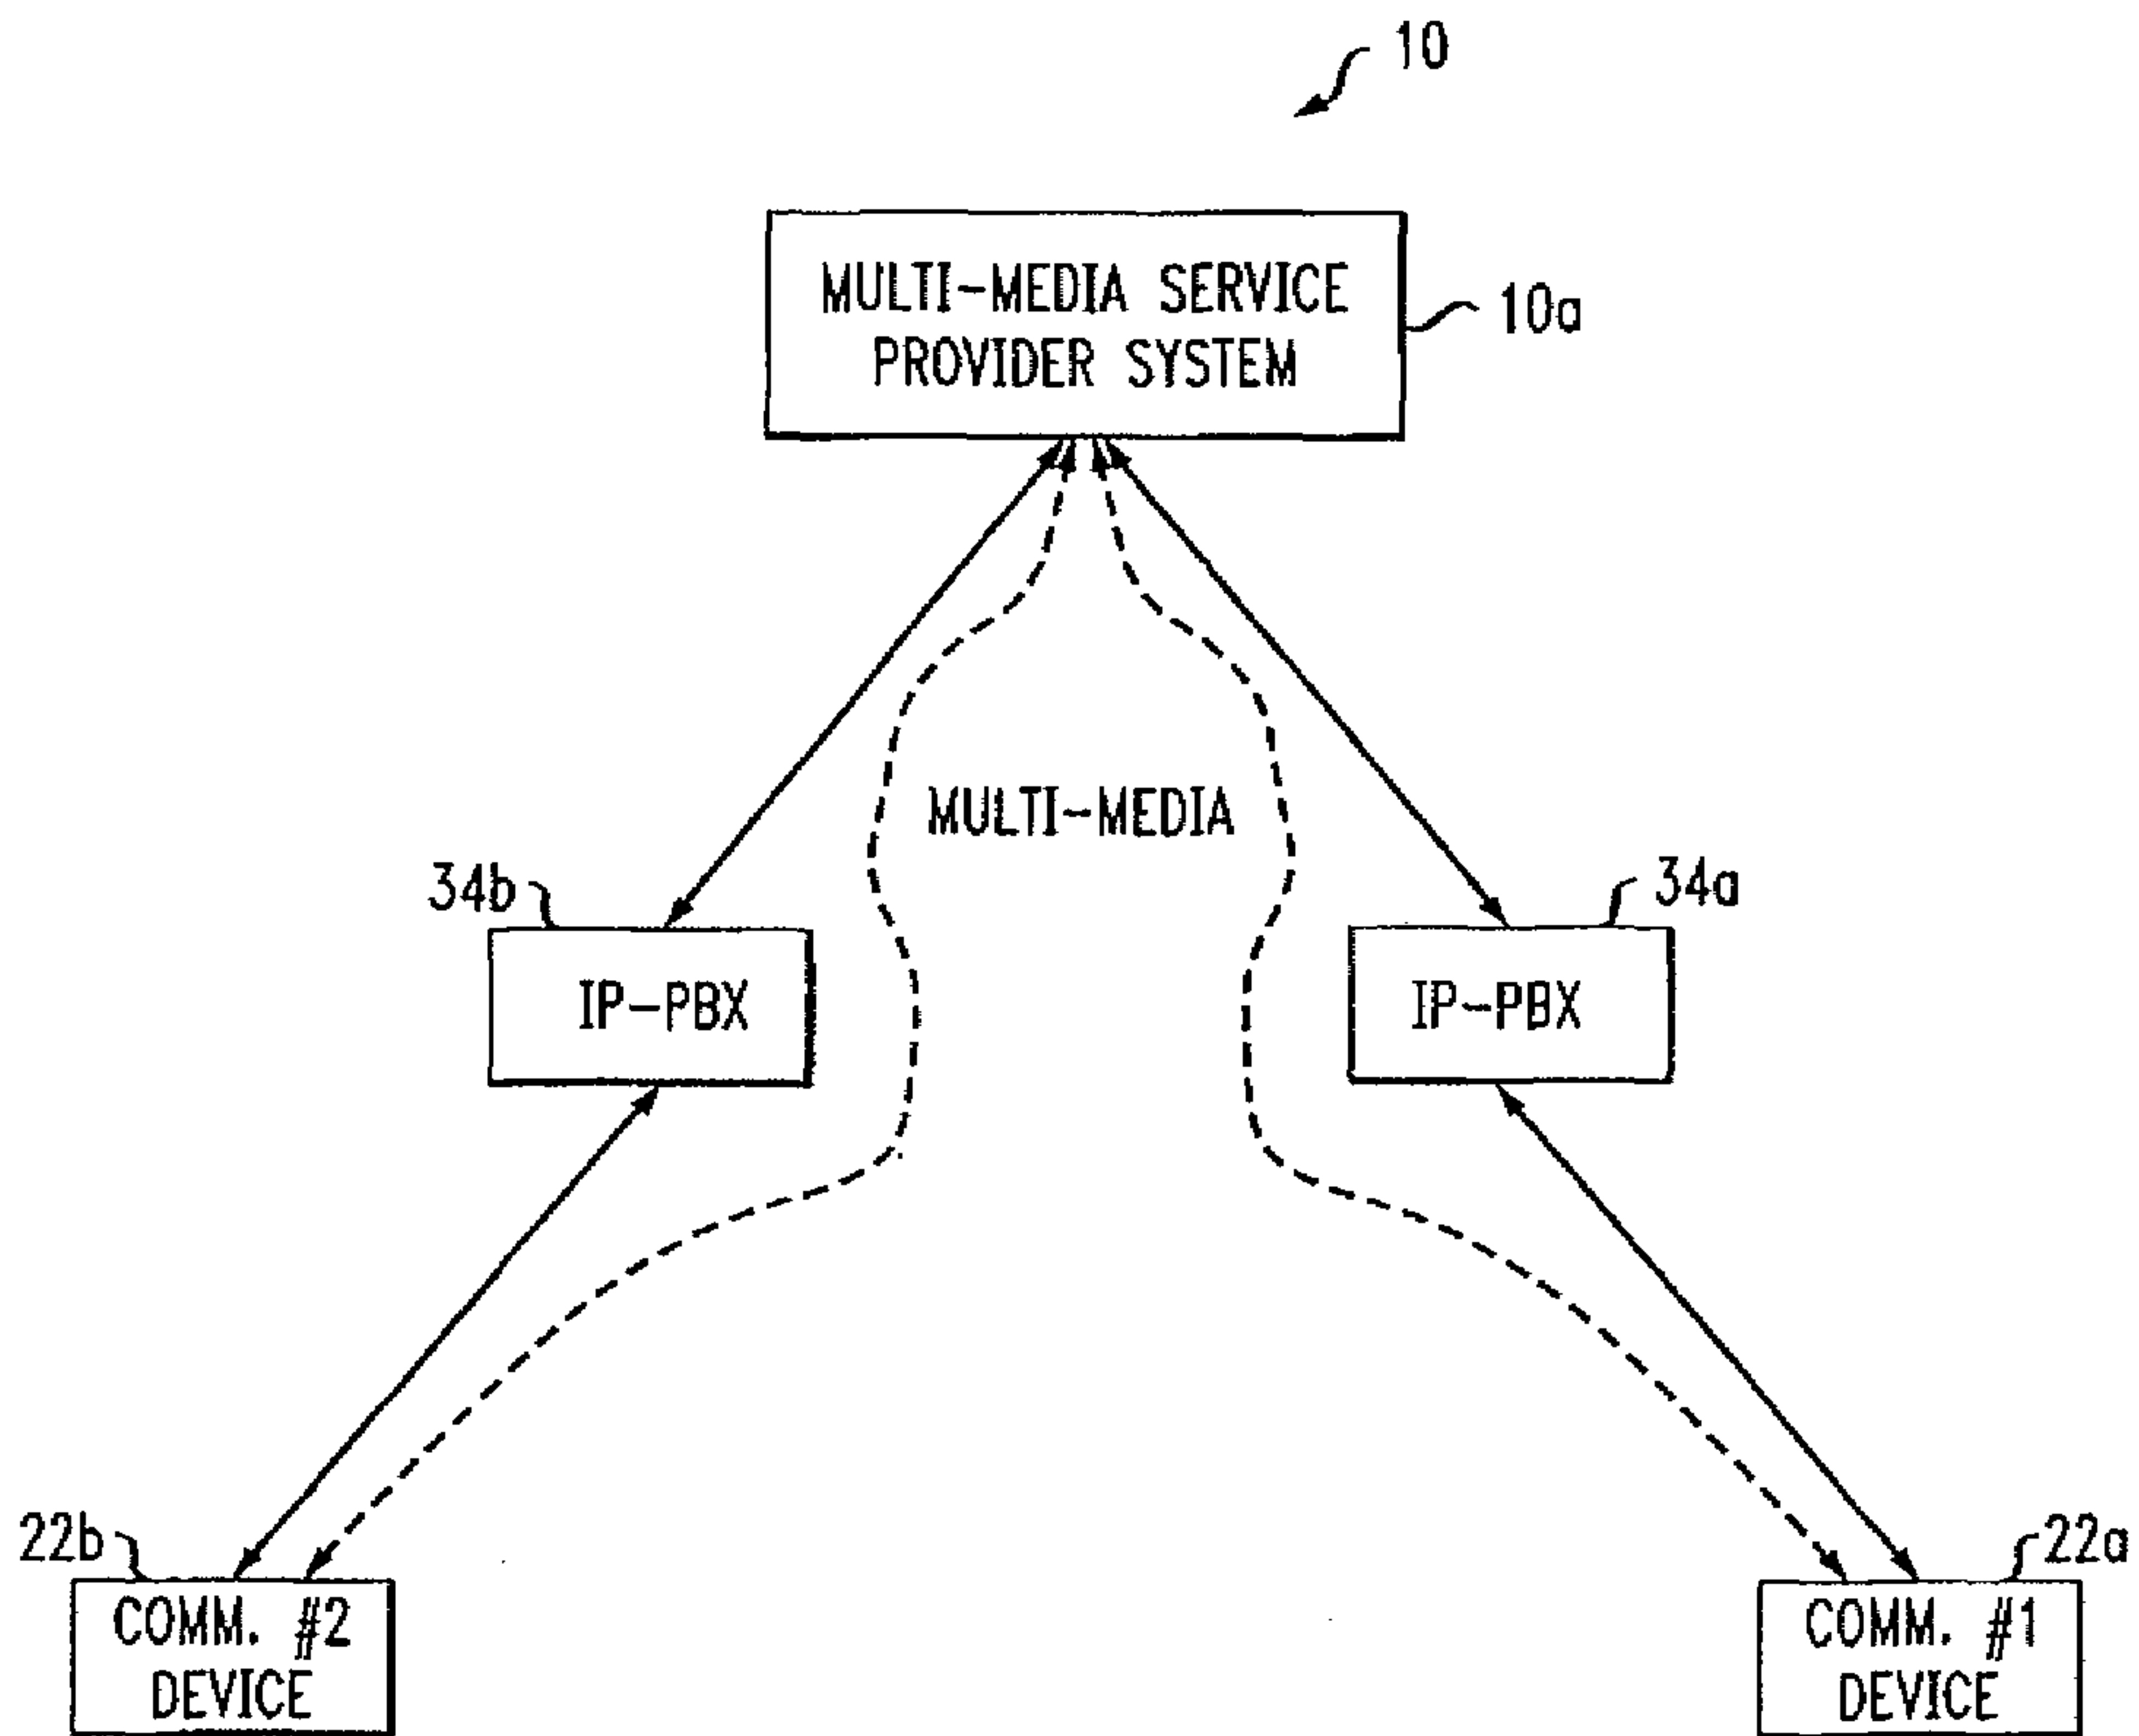 10
MULTI-MEDIA SERVICE
PROVIDER SYSTEM
10a
MULTI-MEDIA
34b
34a
IP-PBX
IP-PBX
22b
22a
COMM. #2
DEVICE
COMM. #1
DEVICE